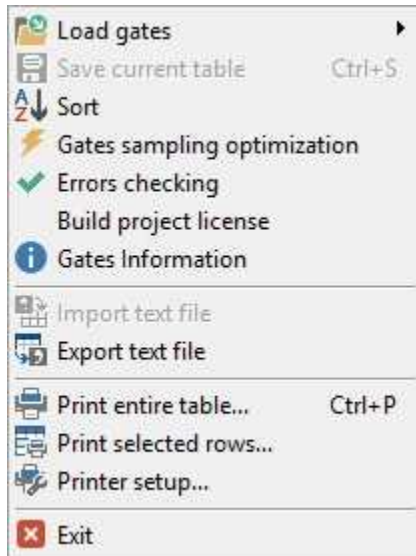 Load gates
Save current table Ctrl+S
Sort
Gates sampling optimization
Errors checking
Build project license
Gates Information
Import text file
Export text file
Print entire table... Ctrl+P
Print selected rows...
Printer setup...
Exit